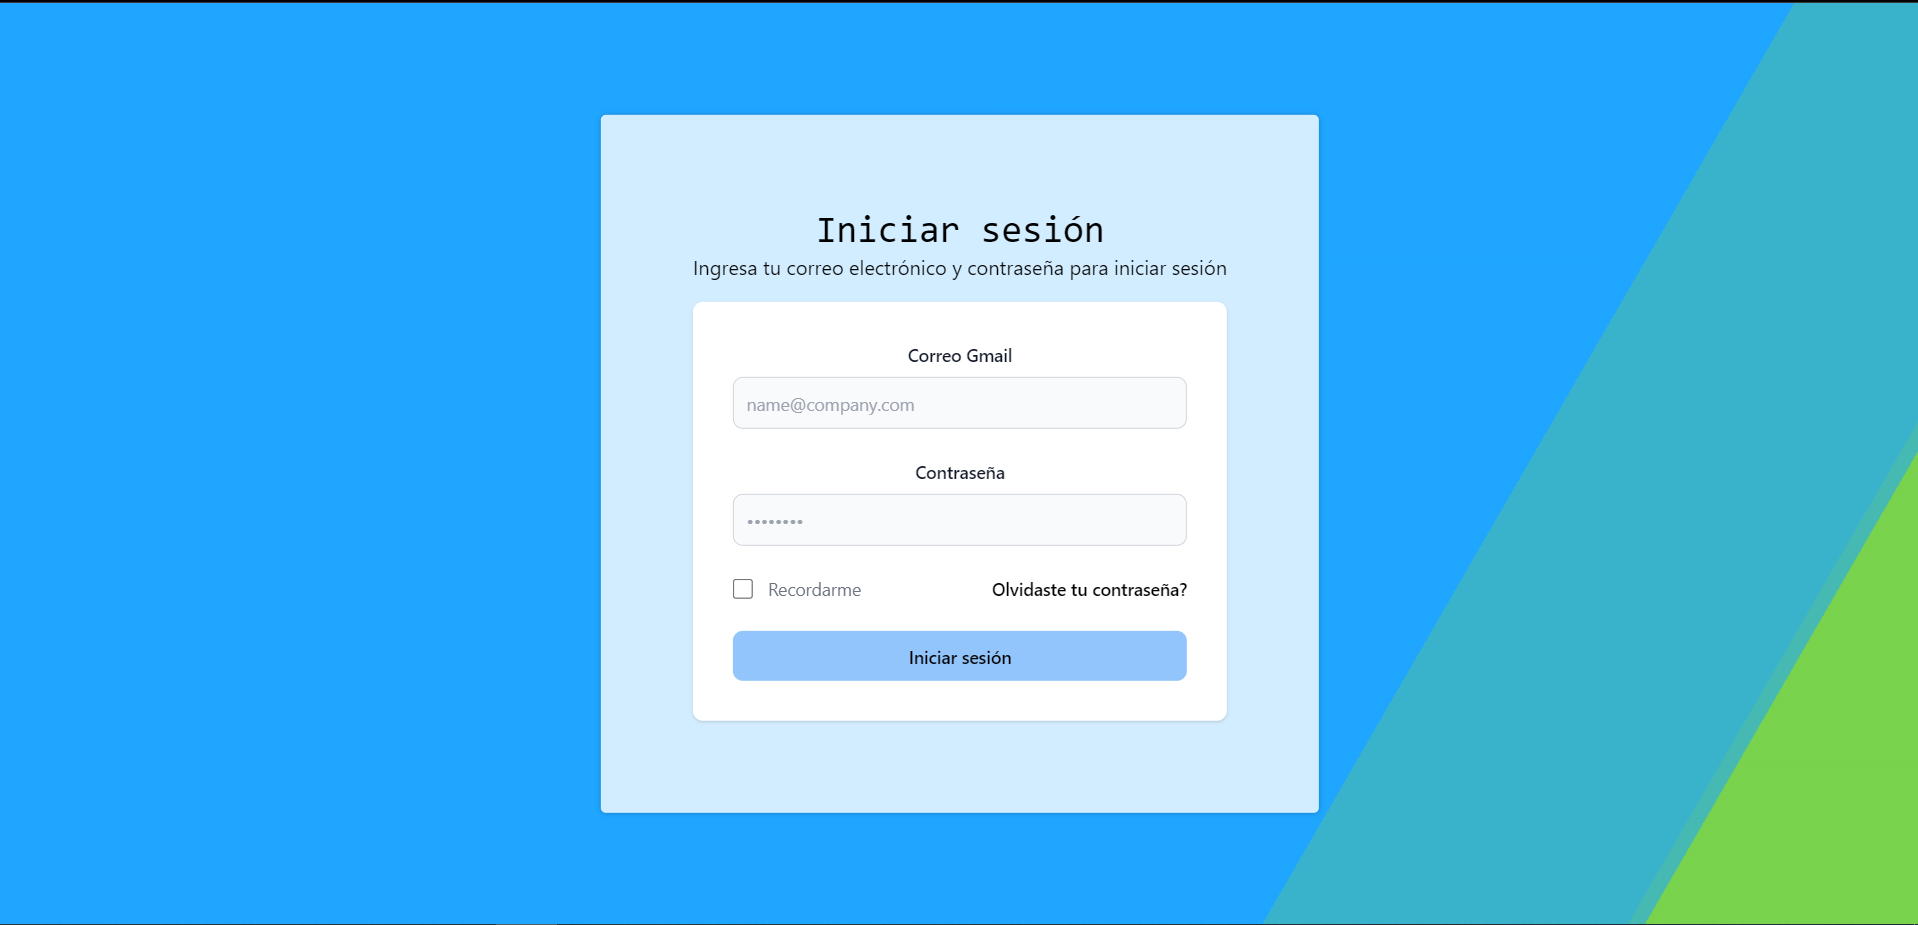 Iniciar sesión
Ingresa tu correo electrónico y contraseña para iniciar sesión
Correo Gmail
name@company.com
Contraseña
••••••••
Recordarme
Olvidaste tu contraseña?
Iniciar sesión